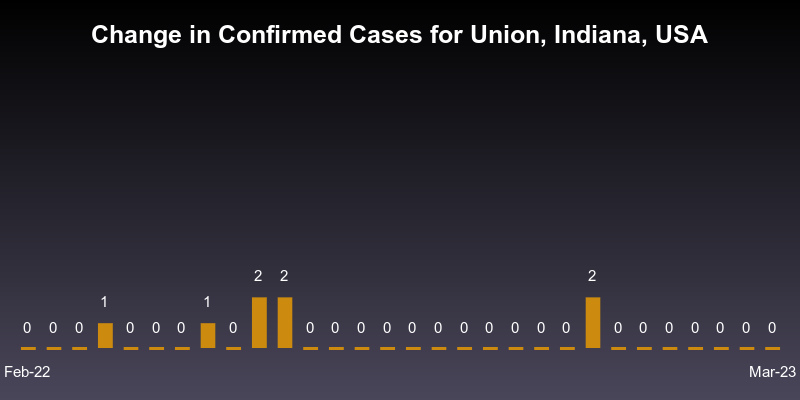 Change in Confirmed Cases for Union, Indiana, USA
2 2 2
1 1
0 0 0 0 0 0 0 0 0 0 0 0 0 0 0 0 0 0 0 0 0 0 0 0 0
Feb-22 Mar-23